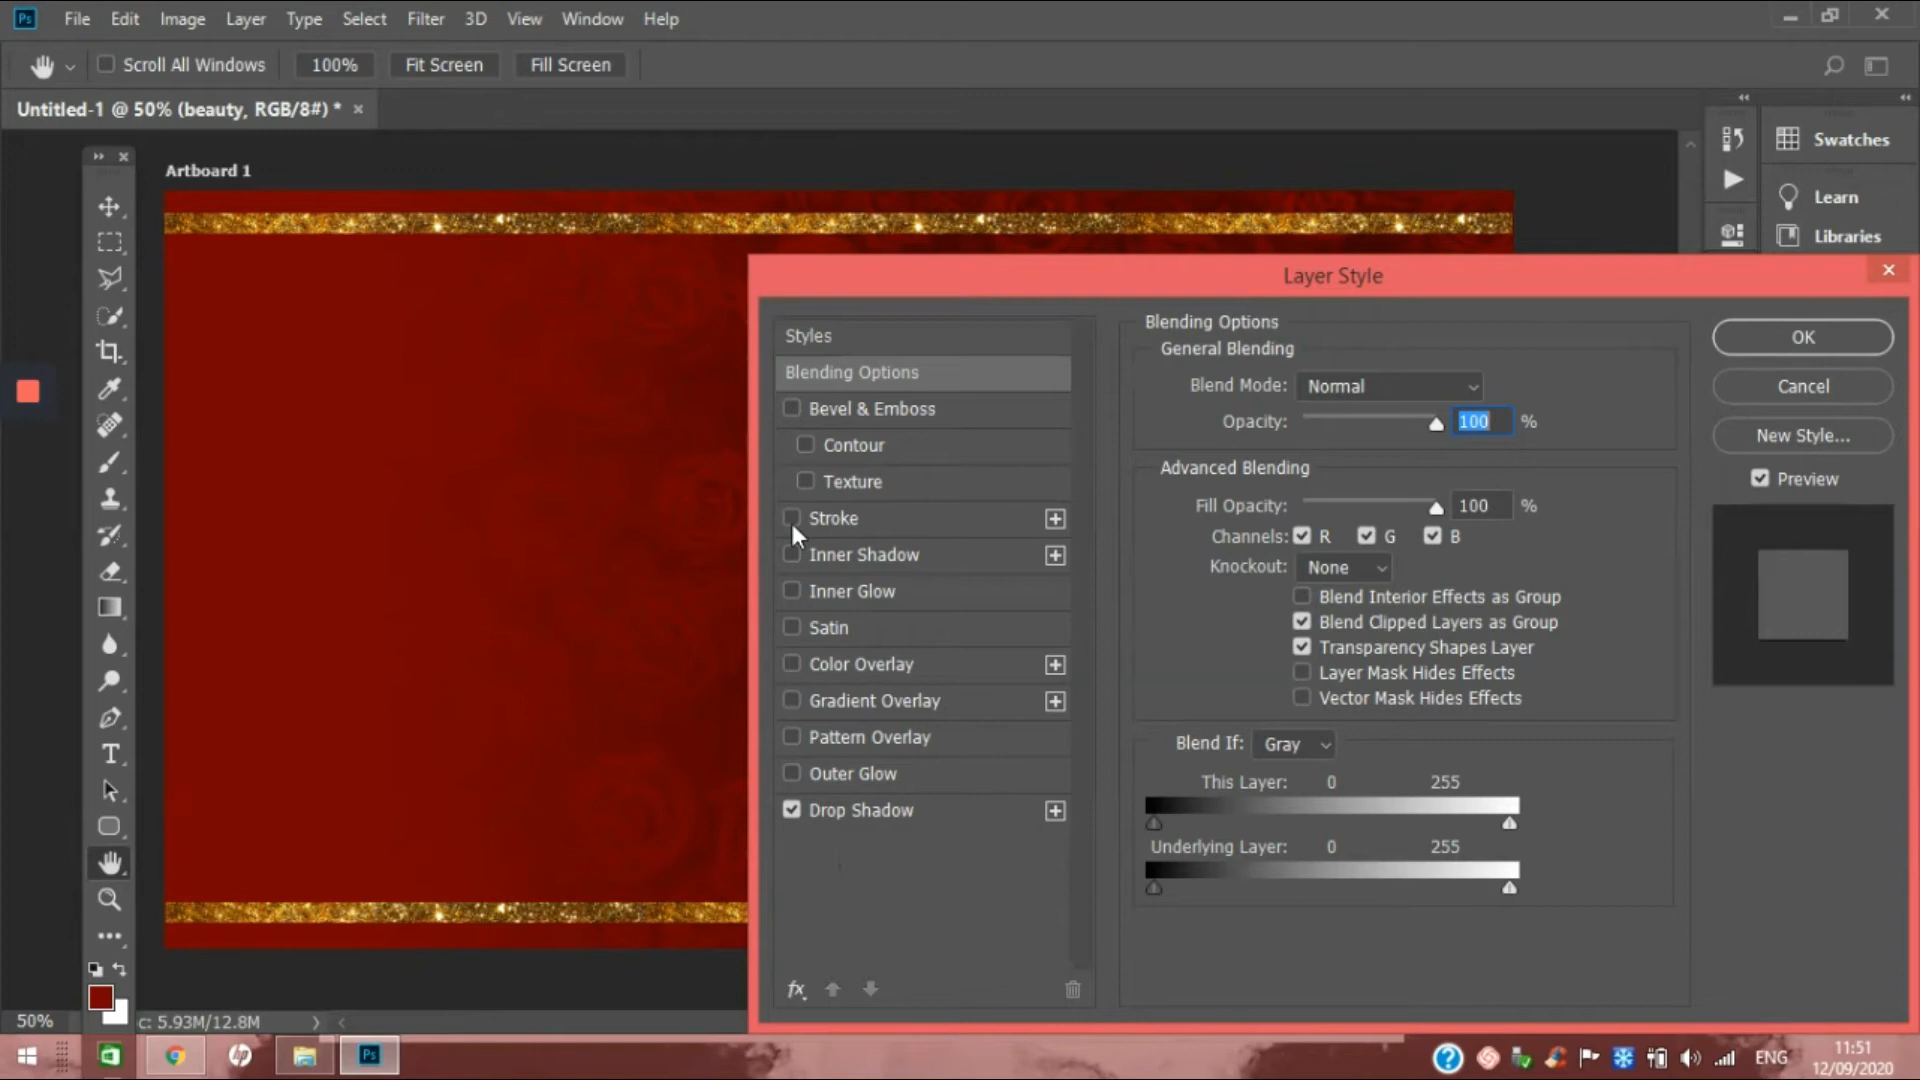 Ps File Edit Image Layer Type Select Filter 3D View Window Help
Scroll All Windows 100% Fit Screen Fill Screen
Untitled-1 @ 50% (beauty, RGB/8#) *
Artboard 1
Swatches
Learn
Libraries
Layer Style
Styles
Blending Options
Bevel & Emboss
Contour
Texture
Stroke
Inner Shadow
Inner Glow
Satin
Color Overlay
Gradient Overlay
Pattern Overlay
Outer Glow
Drop Shadow
fx
Blending Options
General Blending
Blend Mode: Normal
Opacity: 100 %
Advanced Blending
Fill Opacity: 100 %
Channels: R G B
Knockout: None
Blend Interior Effects as Group
Blend Clipped Layers as Group
Transparency Shapes Layer
Layer Mask Hides Effects
Vector Mask Hides Effects
Blend If: Gray
This Layer: 0 255
Underlying Layer: 0 255
OK
Cancel
New Style...
Preview
50% c: 5.93M/12.8M
hp Ps ENG 11:51
12/09/2020